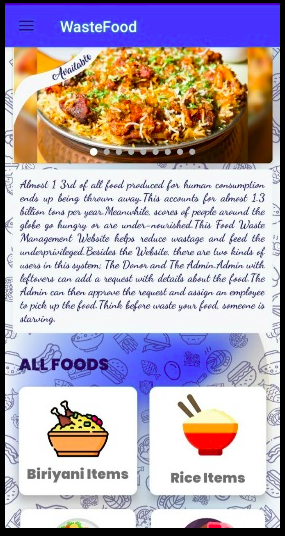 WasteFood
Available
Almost 1 3rd of all food produced for human consumption
ends up being thrown away.This accounts for almost 1.3
billion tons per year.Meanwhile, scores of people around the
globe go hungry or are under-nourished.This Food Waste
Management Website helps reduce wastage and feed the
underprivileged.Besides the Website, there are two kinds of
users in this system; The Donor and The Admin.Admin with
leftovers can add a request with details about the food.The
Admin can then approve the request and assign an employee
to pick up the food.Think before waste your food, someone is
starving.
ALL FOODS
Biriyani Items
Rice Items